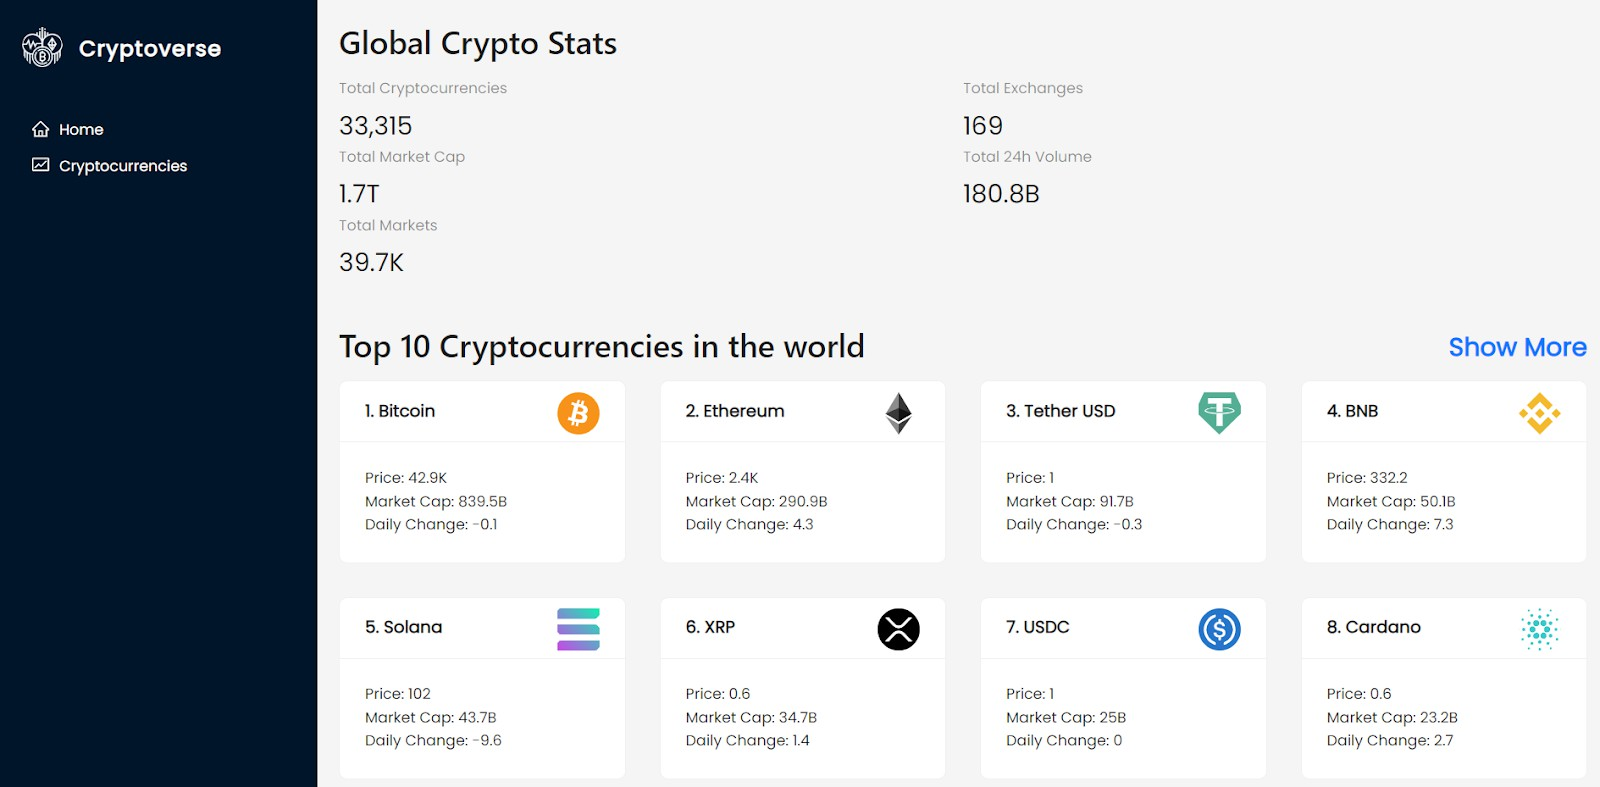 Cryptoverse
Home
Cryptocurrencies
Global Crypto Stats
Total Cryptocurrencies
33,315
Total Exchanges
169
Total Market Cap
1.7T
Total 24h Volume
180.8B
Total Markets
39.7K
Top 10 Cryptocurrencies in the world
Show More
1. Bitcoin
Price: 42.9K
Market Cap: 839.5B
Daily Change: -0.1
2. Ethereum
Price: 2.4K
Market Cap: 290.9B
Daily Change: 4.3
3. Tether USD
Price: 1
Market Cap: 91.7B
Daily Change: -0.3
4. BNB
Price: 332.2
Market Cap: 50.1B
Daily Change: 7.3
5. Solana
Price: 102
Market Cap: 43.7B
Daily Change: -9.6
6. XRP
Price: 0.6
Market Cap: 34.7B
Daily Change: 1.4
7. USDC
Price: 1
Market Cap: 25B
Daily Change: 0
8. Cardano
Price: 0.6
Market Cap: 23.2B
Daily Change: 2.7